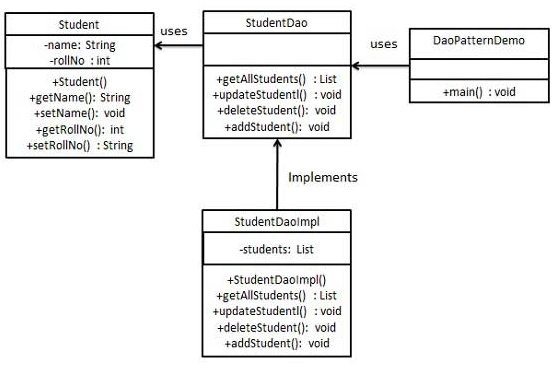 Student
-name: String
-rollNo : int
+Student()
+getName(): String
+setName(): void
+getRollNo(): int
+setRollNo() : String
uses
StudentDao
+getAllStudents() : List
+updateStudentl() : void
+deleteStudent(): void
+addStudent(): void
uses
DaoPatternDemo
+main() : void
Implements
StudentDaoImpl
-students: List
+StudentDaoImpl()
+getAllStudents() : List
+updateStudentl() : void
+deleteStudent(): void
+addStudent(): void